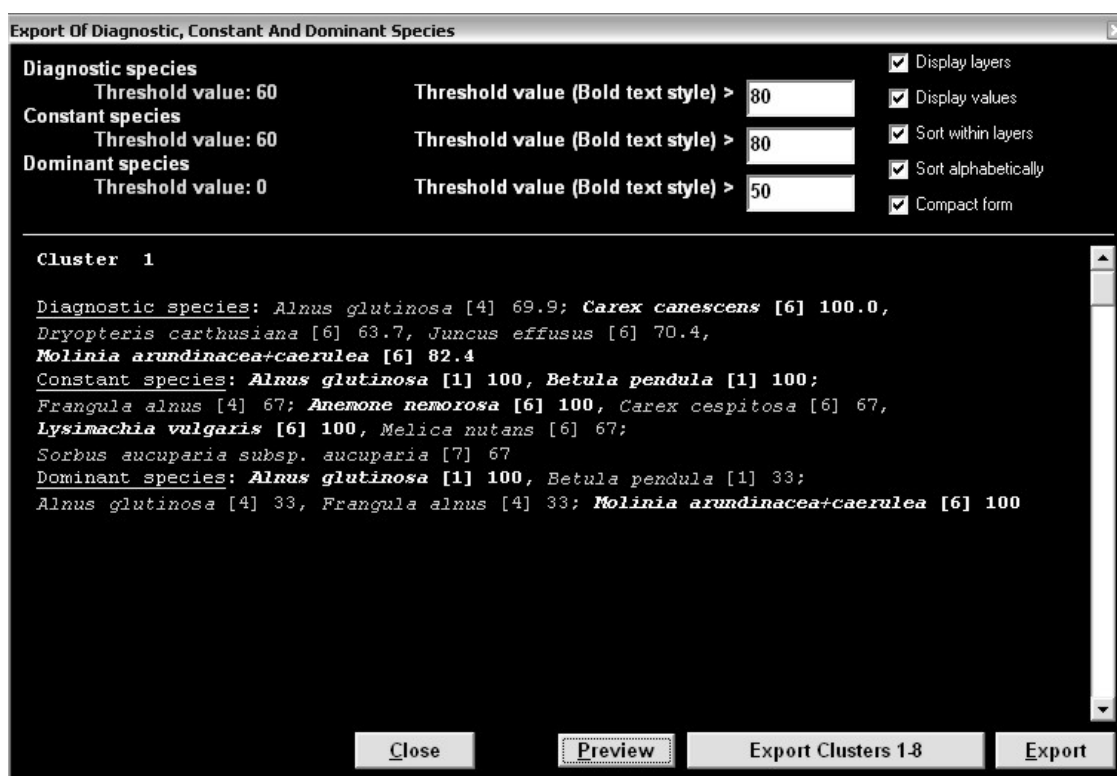 Export Of Diagnostic, Constant And Dominant Species
Diagnostic species
Threshold value: 60 Threshold value (Bold text style) > 80
Constant species
Threshold value: 60 Threshold value (Bold text style) > 80
Dominant species
Threshold value: 0 Threshold value (Bold text style) > 50
Display layers
Display values
Sort within layers
Sort alphabetically
Compact form
Cluster 1
Diagnostic species: Alnus glutinosa [4] 69.9; Carex canescens [6] 100.0,
Dryopteris carthusiana [6] 63.7, Juncus effusus [6] 70.4,
Molinia arundinacea+caerulea [6] 82.4
Constant species: Alnus glutinosa [1] 100, Betula pendula [1] 100;
Frangula alnus [4] 67; Anemone nemorosa [6] 100, Carex cespitosa [6] 67,
Lysimachia vulgaris [6] 100, Melica nutans [6] 67;
Sorbus aucuparia subsp. aucuparia [7] 67
Dominant species: Alnus glutinosa [1] 100, Betula pendula [1] 33;
Alnus glutinosa [4] 33, Frangula alnus [4] 33; Molinia arundinacea+caerulea [6] 100
Close Preview Export Clusters 1-8 Export